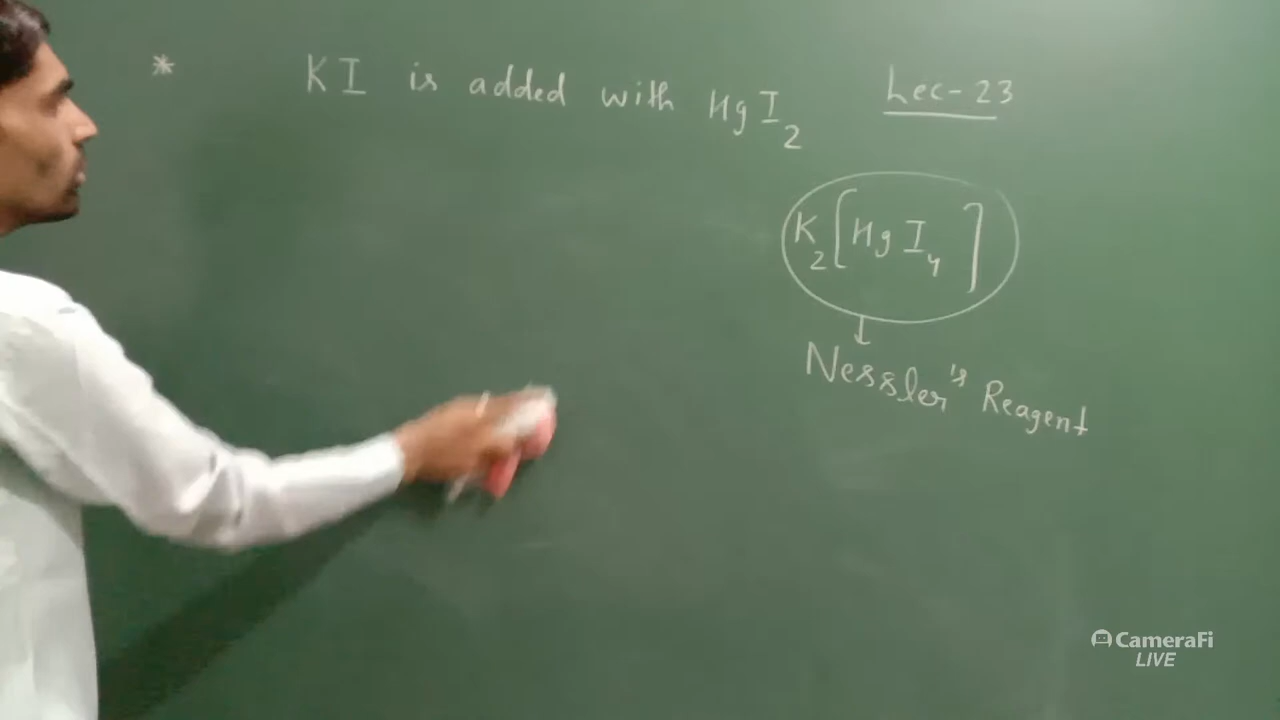 * KI is added with HgI2
Lec-23
K2[HgI4]
↓
Nessler's Reagent
CameraFi
LIVE